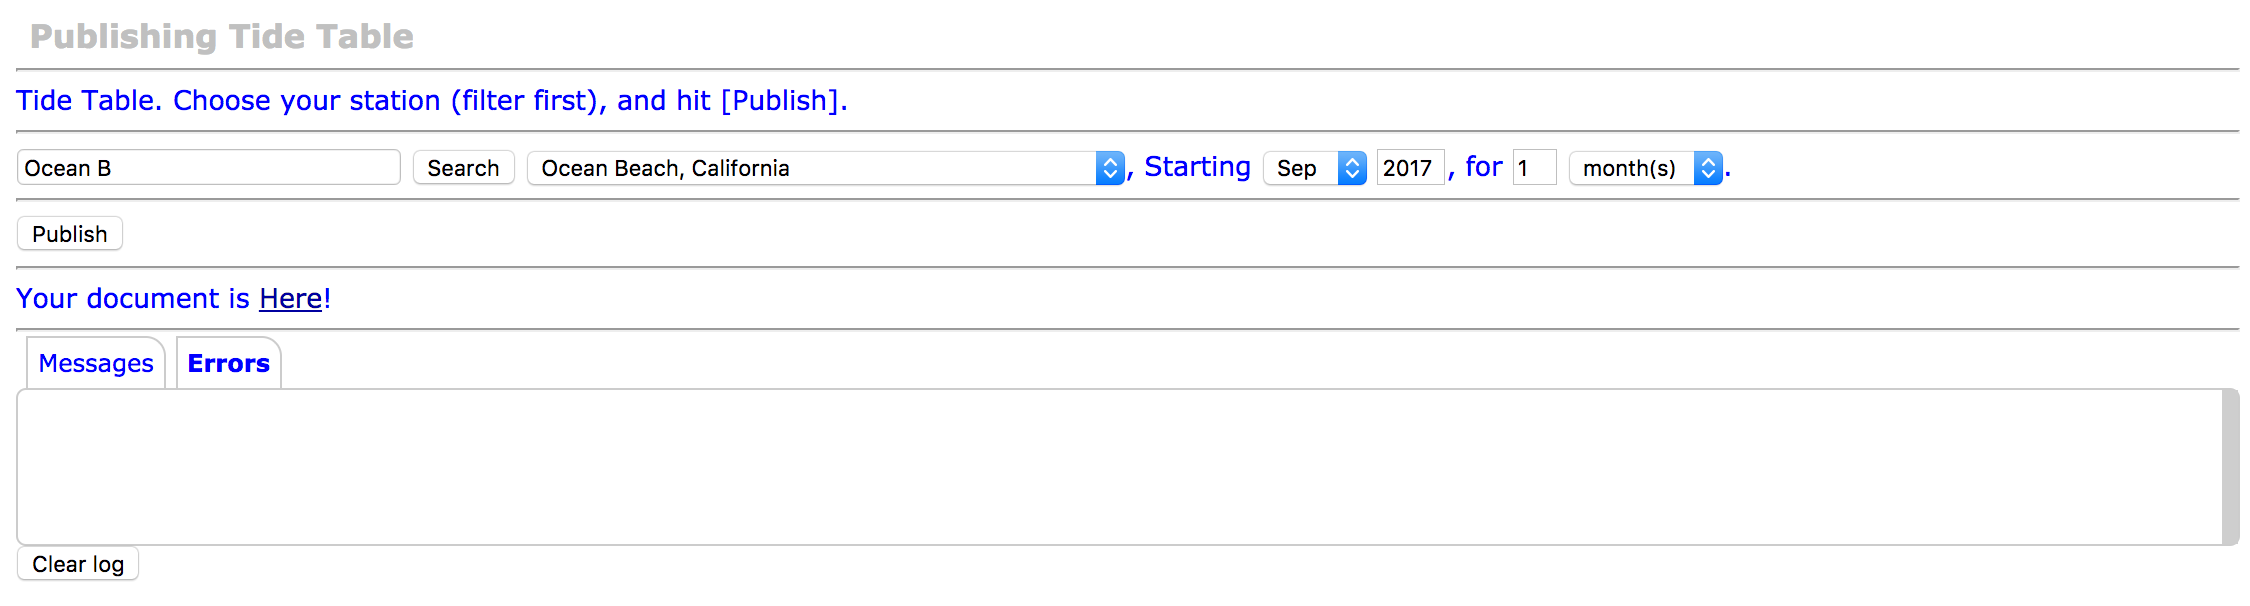 Publishing Tide Table
Tide Table. Choose your station (filter first), and hit [Publish].
Ocean B Search Ocean Beach, California , Starting Sep 2017 , for 1 month(s) .
Publish
Your document is Here!
Messages Errors
Clear log